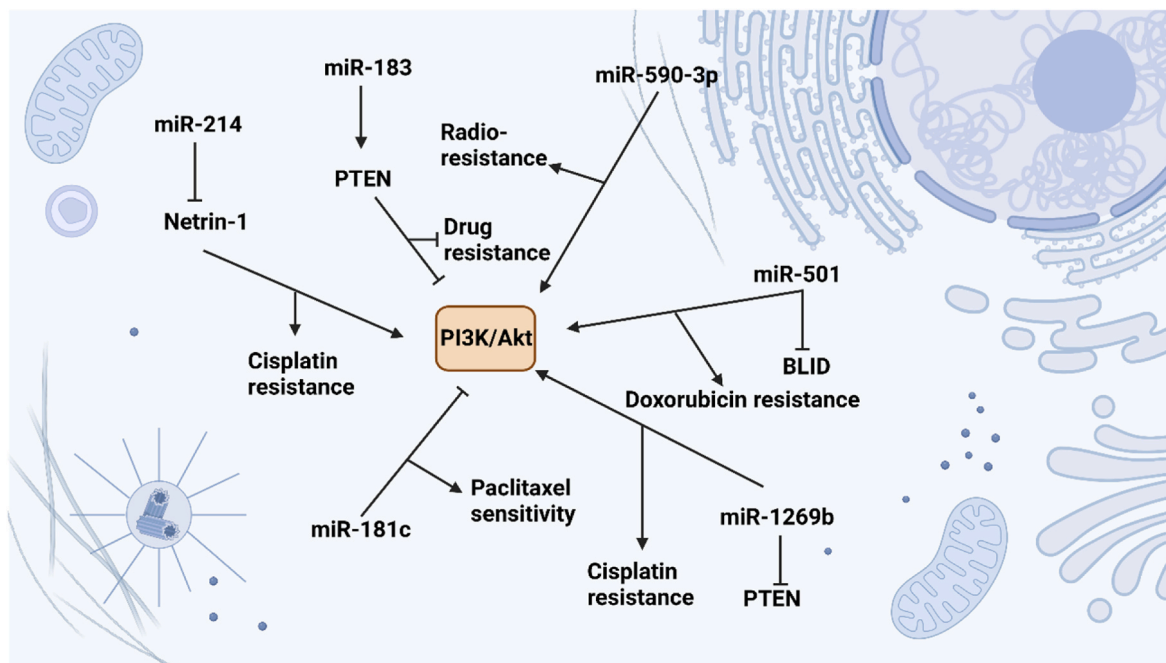 miR-183
miR-590-3p
miR-214
Radio-
resistance
PTEN
Netrin-1
Drug
resistance
miR-501
PI3K/Akt
Cisplatin
resistance
BLID
Doxorubicin resistance
Paclitaxel
sensitivity
miR-181c
miR-1269b
Cisplatin
resistance
PTEN